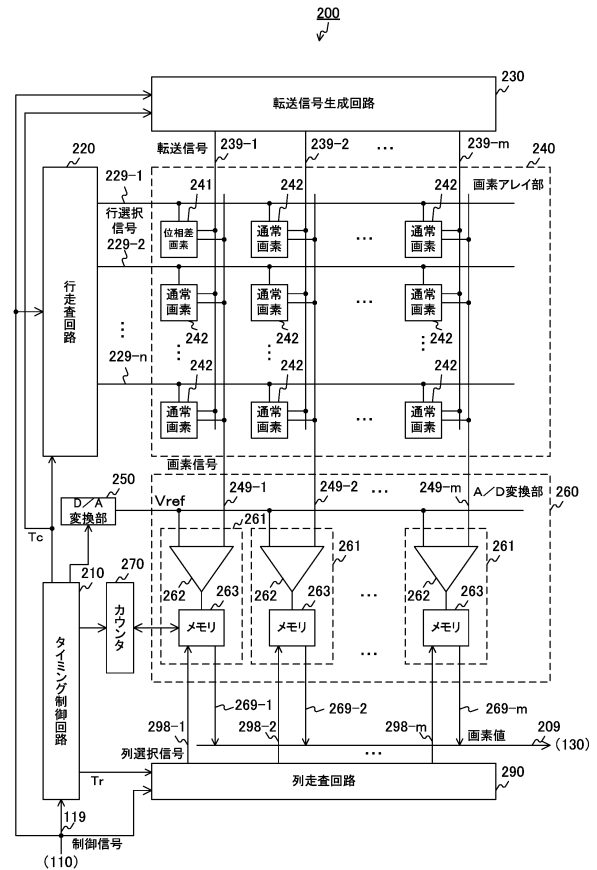 200
230
転送信号生成回路
転送信号
239-1
239-2
...
239-m
220
240
229-1
241
242
242
画素アレイ部
行選択
信号
位相差
画素
通常
画素
...
通常
画素
229-2
行走査回路
通常
画素
通常
画素
...
通常
画素
242
242
242
...
229-n
242
242
242
通常
画素
通常
画素
...
通常
画素
画素信号
250
D/A
変換部
Vref
249-1
249-2
...
249-m
A/D変換部
260
261
261
261
Tc
210
270
262
263
262
263
262
263
カウンタ
メモリ
メモリ
...
メモリ
...
タイミング制御回路
298-1
269-1
298-2
269-2
298-m
269-m
209
列選択信号
画素値
(130)
...
Tr
列走査回路
290
119
制御信号
(110)